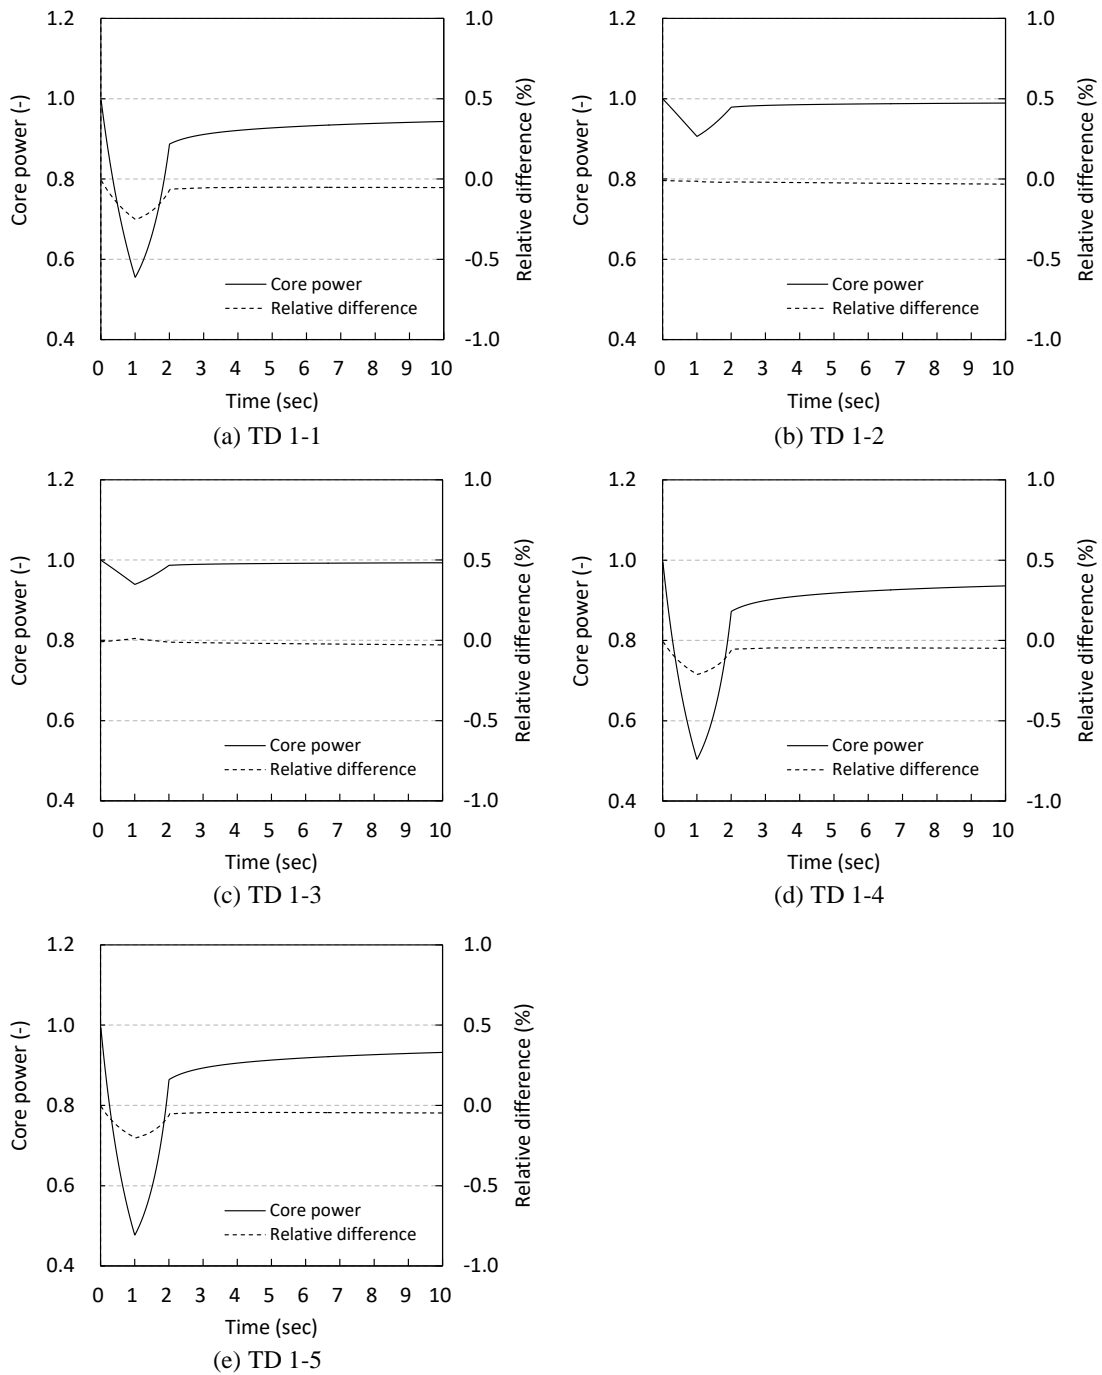 1.2
1.0
0.8
0.6
0.4
Core power (-)
1.0
0.5
0.0
-0.5
-1.0
Relative difference (%)
Core power
Relative difference
0 1 2 3 4 5 6 7 8 9 10
Time (sec)
(a) TD 1-1
1.2
1.0
0.8
0.6
0.4
Core power (-)
1.0
0.5
0.0
-0.5
-1.0
Relative difference (%)
Core power
Relative difference
0 1 2 3 4 5 6 7 8 9 10
Time (sec)
(b) TD 1-2
1.2
1.0
0.8
0.6
0.4
Core power (-)
1.0
0.5
0.0
-0.5
-1.0
Relative difference (%)
Core power
Relative difference
0 1 2 3 4 5 6 7 8 9 10
Time (sec)
(c) TD 1-3
1.2
1.0
0.8
0.6
0.4
Core power (-)
1.0
0.5
0.0
-0.5
-1.0
Relative difference (%)
Core power
Relative difference
0 1 2 3 4 5 6 7 8 9 10
Time (sec)
(d) TD 1-4
1.2
1.0
0.8
0.6
0.4
Core power (-)
1.0
0.5
0.0
-0.5
-1.0
Relative difference (%)
Core power
Relative difference
0 1 2 3 4 5 6 7 8 9 10
Time (sec)
(e) TD 1-5